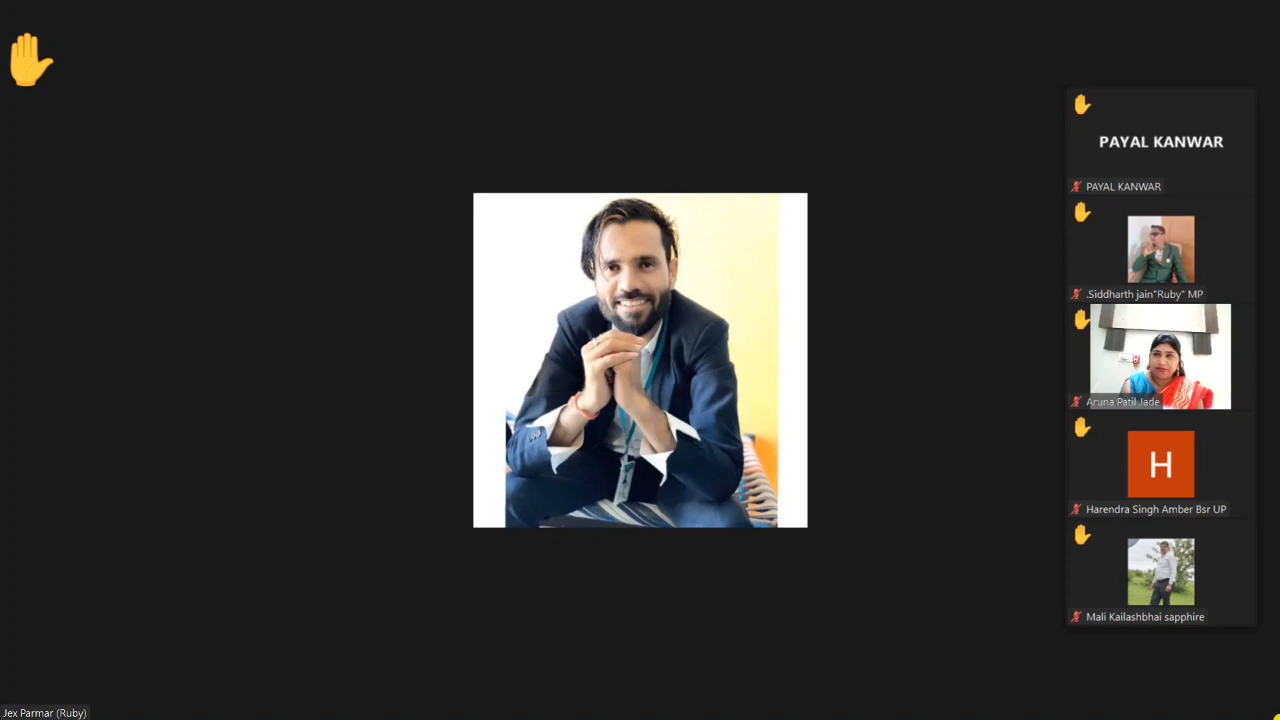 PAYAL KANWAR
PAYAL KANWAR
.Siddharth jain"Ruby" MP
Aruna Patil Jade
H
Harendra Singh Amber Bsr UP
Mali Kailashbhai sapphire
Jex Parmar (Ruby)